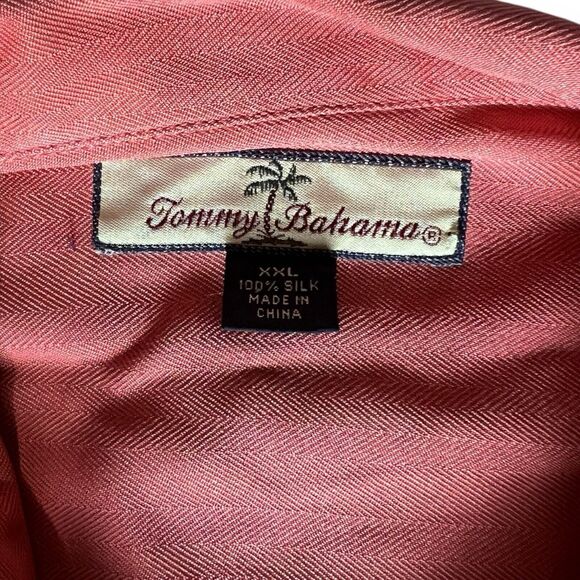 Tommy Bahama®
XXL
100% SILK
MADE IN
CHINA